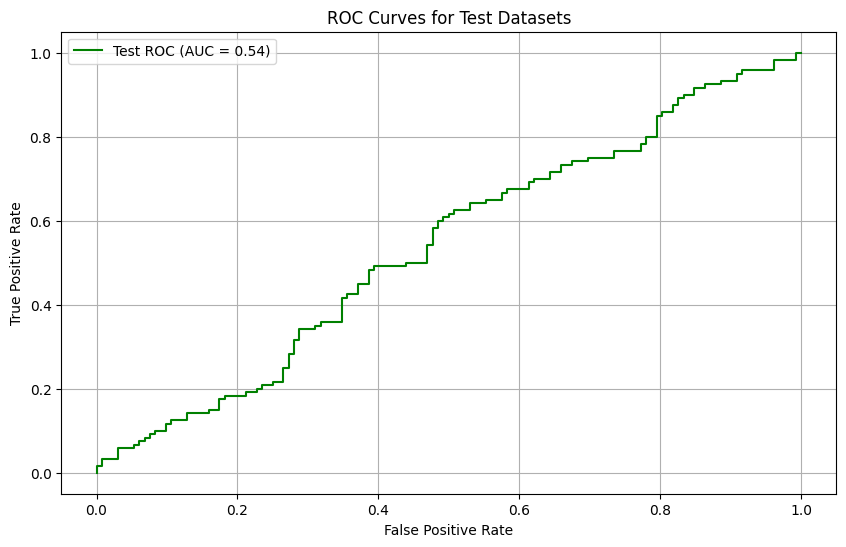 ROC Curves for Test Datasets
Test ROC (AUC = 0.54)
True Positive Rate
1.0
0.8
0.6
0.4
0.2
0.0
0.0 0.2 0.4 0.6 0.8 1.0
False Positive Rate